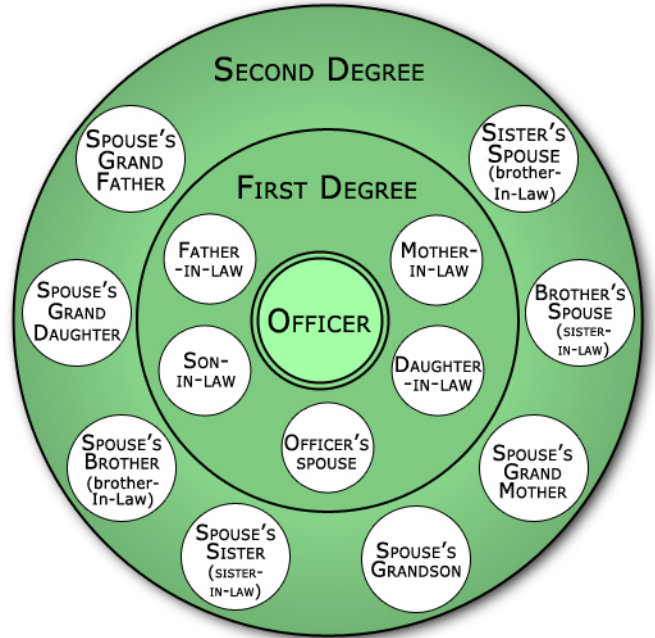 Second Degree
Spouse's
Grand
Father
Sister's
Spouse
(brother-
In-Law)
First Degree
Father
-in-law
Mother-
in-law
Spouse's
Grand
Daughter
Officer
Brother's
Spouse
(sister-
in-law)
Son-
in-law
Daughter
-in-law
Spouse's
Brother
(brother-
In-Law)
Officer's
spouse
Spouse's
Grand
Mother
Spouse's
Sister
(sister-
in-law)
Spouse's
Grandson